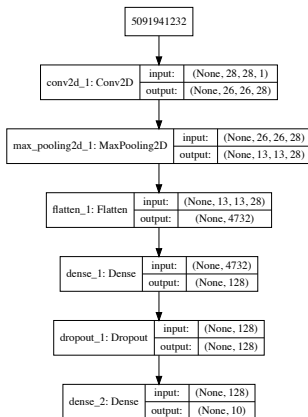 5091941232
conv2d_1: Conv2D
input: (None, 28, 28, 1)
output: (None, 26, 26, 28)
max_pooling2d_1: MaxPooling2D
input: (None, 26, 26, 28)
output: (None, 13, 13, 28)
flatten_1: Flatten
input: (None, 13, 13, 28)
output: (None, 4732)
dense_1: Dense
input: (None, 4732)
output: (None, 128)
dropout_1: Dropout
input: (None, 128)
output: (None, 128)
dense_2: Dense
input: (None, 128)
output: (None, 10)